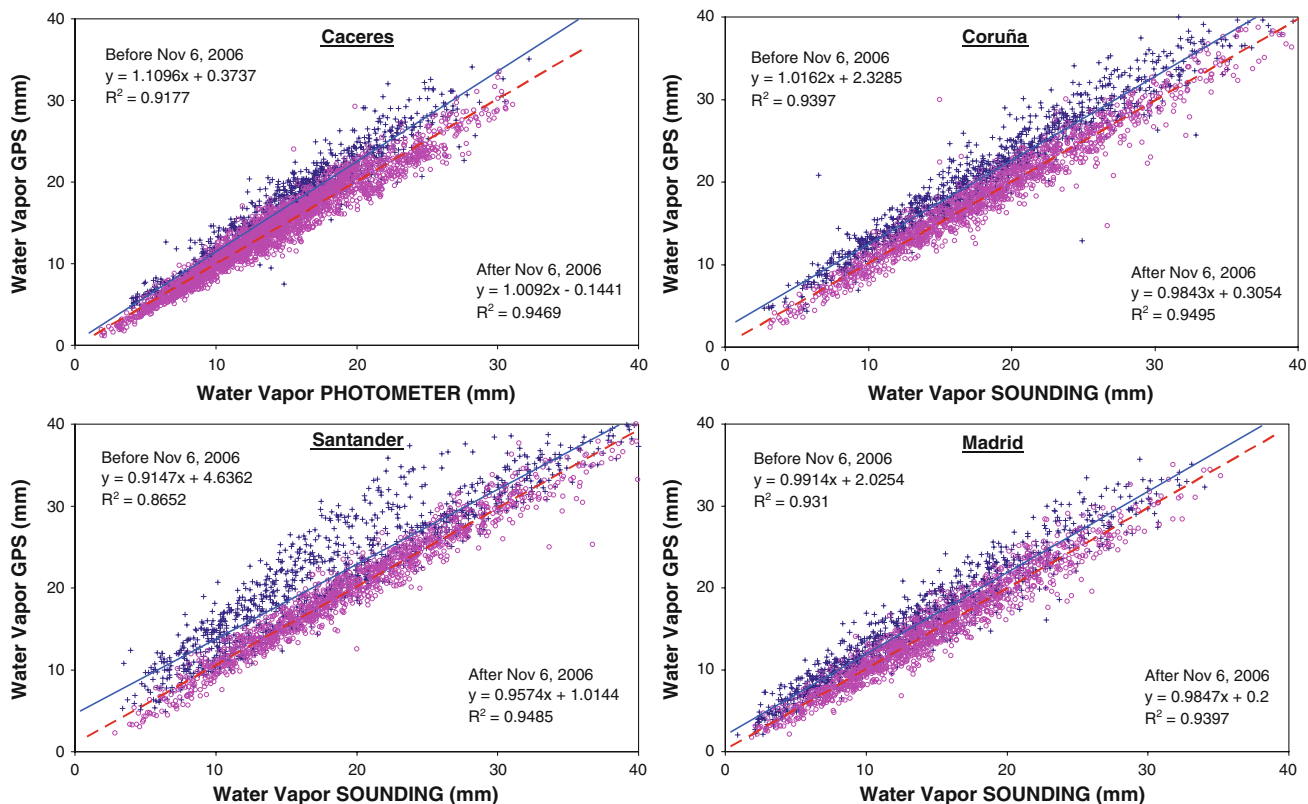 Caceres
Before Nov 6, 2006
y = 1.1096x + 0.3737
R² = 0.9177
After Nov 6, 2006
y = 1.0092x - 0.1441
R² = 0.9469
Water Vapor GPS (mm)
40
30
20
10
0
0 10 20 30 40
Water Vapor PHOTOMETER (mm)
Coruña
Before Nov 6, 2006
y = 1.0162x + 2.3285
R² = 0.9397
After Nov 6, 2006
y = 0.9843x + 0.3054
R² = 0.9495
Water Vapor GPS (mm)
40
30
20
10
0
0 10 20 30 40
Water Vapor SOUNDING (mm)
Santander
Before Nov 6, 2006
y = 0.9147x + 4.6362
R² = 0.8652
After Nov 6, 2006
y = 0.9574x + 1.0144
R² = 0.9485
Water Vapor GPS (mm)
40
30
20
10
0
0 10 20 30 40
Water Vapor SOUNDING (mm)
Madrid
Before Nov 6, 2006
y = 0.9914x + 2.0254
R² = 0.931
After Nov 6, 2006
y = 0.9847x + 0.2
R² = 0.9397
Water Vapor GPS (mm)
40
30
20
10
0
0 10 20 30 40
Water Vapor SOUNDING (mm)